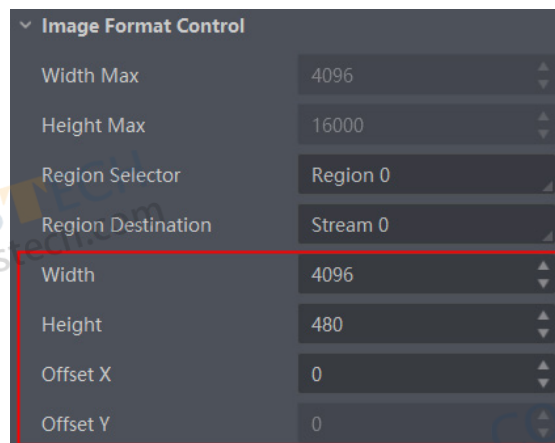 Image Format Control
Width Max 4096
Height Max 16000
Region Selector Region 0
Region Destination Stream 0
Width 4096
Height 480
Offset X 0
Offset Y 0